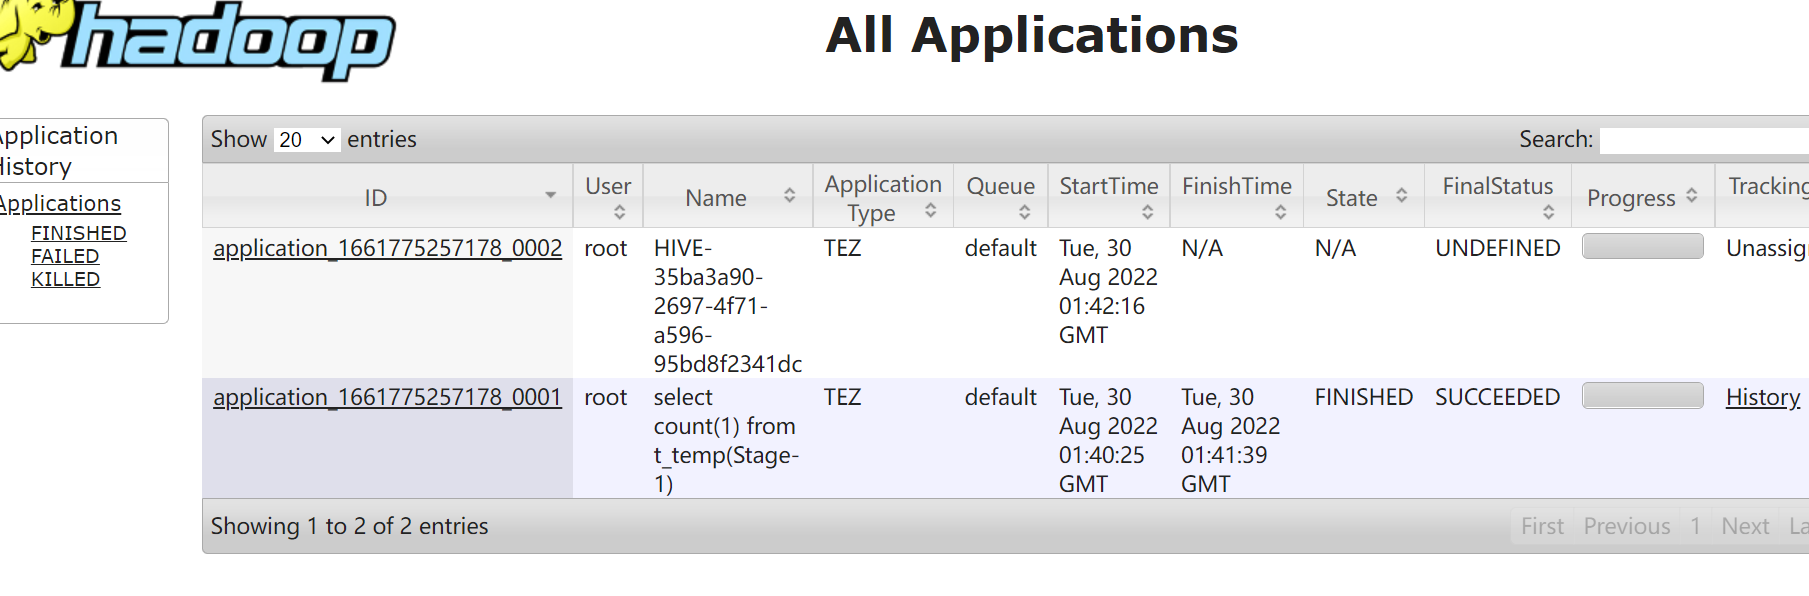 hadoop
All Applications
Application
History
Applications
FINISHED
FAILED
KILLED
Show 20 entries
Search:
ID
User
Name
Application
Type
Queue
StartTime
FinishTime
State
FinalStatus
Progress
Tracking
application_1661775257178_0002
root
HIVE-
35ba3a90-
2697-4f71-
a596-
95bd8f2341dc
TEZ
default
Tue, 30
Aug 2022
01:42:16
GMT
N/A
N/A
UNDEFINED
Unassig
application_1661775257178_0001
root
select
count(1) from
t_temp(Stage-
1)
TEZ
default
Tue, 30
Aug 2022
01:40:25
GMT
Tue, 30
Aug 2022
01:41:39
GMT
FINISHED
SUCCEEDED
History
Showing 1 to 2 of 2 entries
First Previous 1 Next La